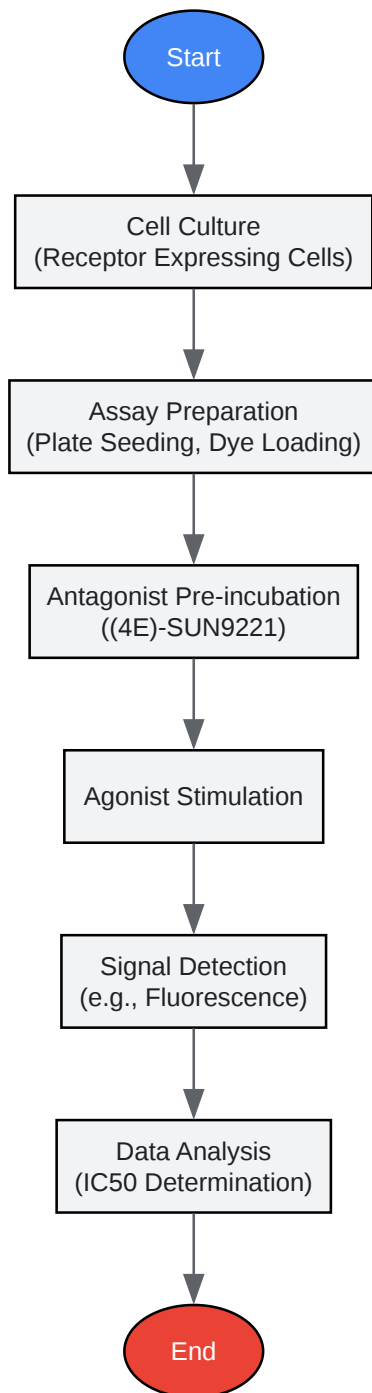 Start
Cell Culture
(Receptor Expressing Cells)
Assay Preparation
(Plate Seeding, Dye Loading)
Antagonist Pre-incubation
((4E)-SUN9221)
Agonist Stimulation
Signal Detection
(e.g., Fluorescence)
Data Analysis
(IC50 Determination)
End